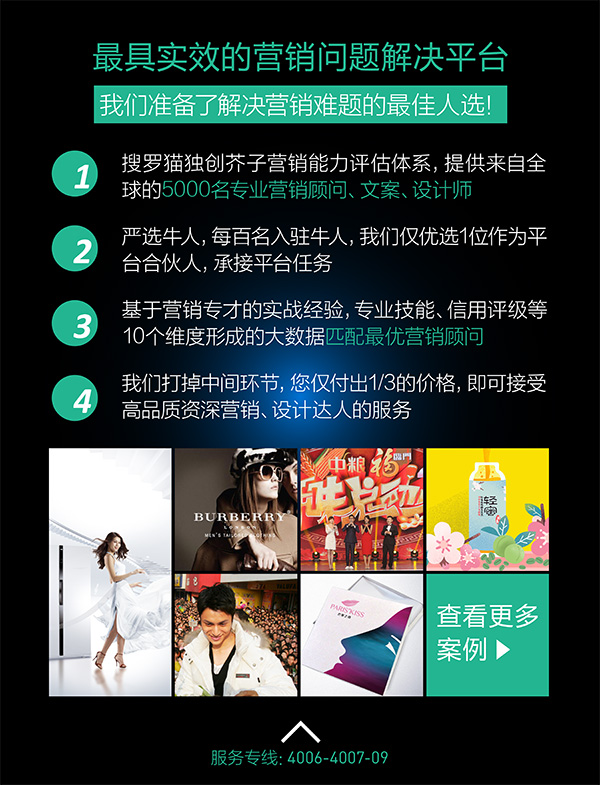 最具实效的营销问题解决平台
我们准备了解决营销难题的最佳人选!
1
搜罗猫独创芥子营销能力评估体系, 提供来自全
球的5000名专业营销顾问、文案、设计师
2
严选牛人, 每百名入驻牛人, 我们仅优选1位作为平
台合伙人, 承接平台任务
3
基于营销专才的实战经验, 专业技能、信用评级等
10个维度形成的大数据匹配最优营销顾问
4
我们打掉中间环节, 您仅付出1/3的价格, 即可接受
高品质资深营销、设计达人的服务
BURBERRY
LONDON
MEN'S TAILORED CLOTHING
中粮福临门
PARIS KISS
查看更多
案例
服务专线: 4006-4007-09